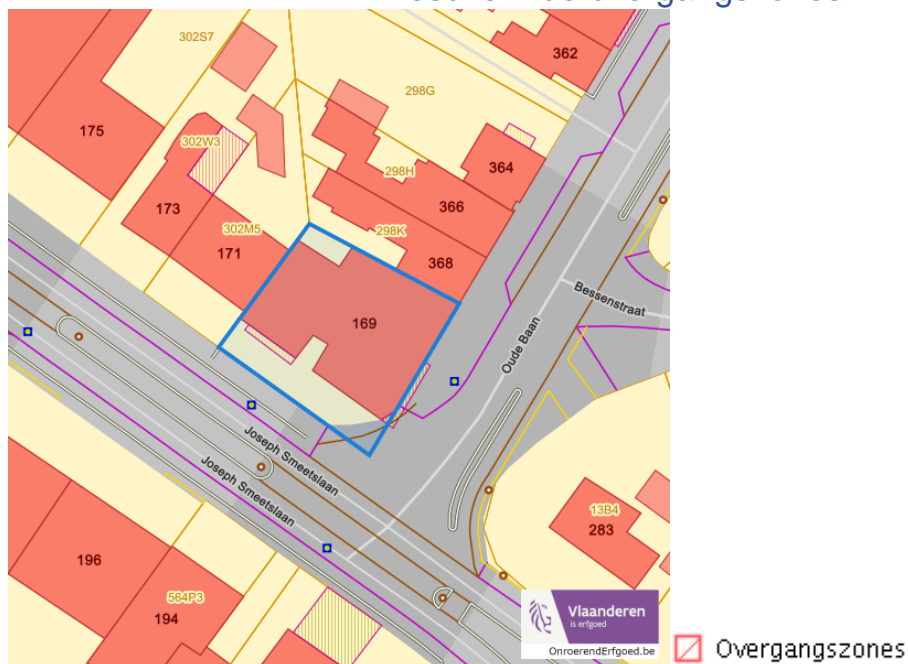 302S7
362
298G
175
302W3
364
298H
173
366
302M5
298K
171
368
Bessenstraat
169
Oude Baan
Joseph Smeetslaan
Joseph Smeetslaan
13B4
283
196
564P3
194
Vlaanderen
is erfgoed
OnroerendErfgoed.be
Overgangszones